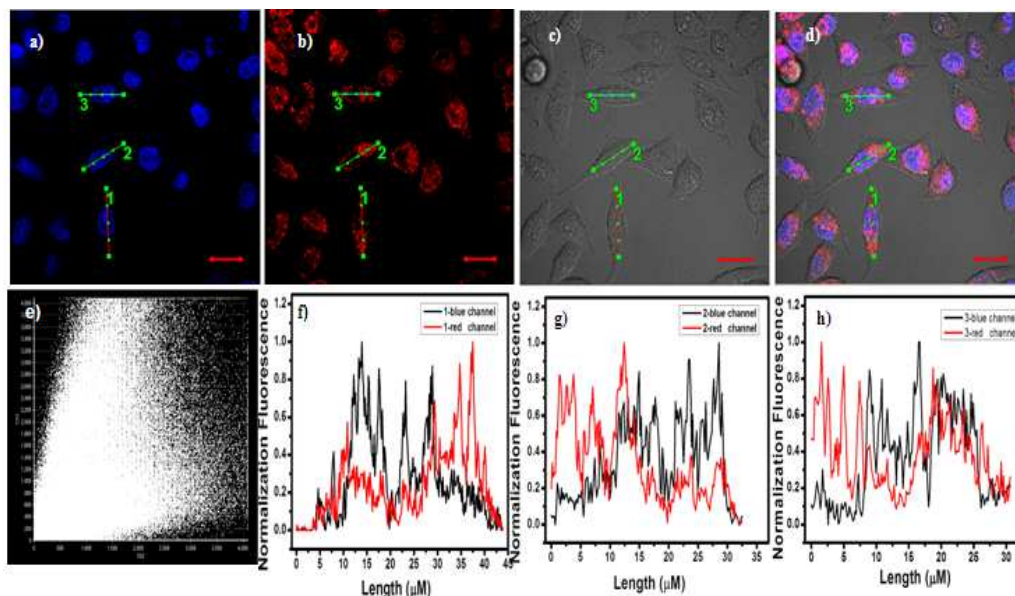 a)
3
2
1
b)
3
2
1
c)
3
2
1
d)
3
2
1
e)
f)
1-blue channel
1-red channel
Normalization Fluorescence
1.2
1.0
0.8
0.6
0.4
0.2
0.0
0 5 10 15 20 25 30 35 40 45
Length (μM)
g)
2-blue channel
2-red channel
Normalization Fluorescence
1.2
1.0
0.8
0.6
0.4
0.2
0.0
0 5 10 15 20 25 30 35
Length (μM)
h)
3-blue channel
3-red channel
Normalization Fluorescence
1.2
1.0
0.8
0.6
0.4
0.2
0.0
0 5 10 15 20 25 30
Length (μM)